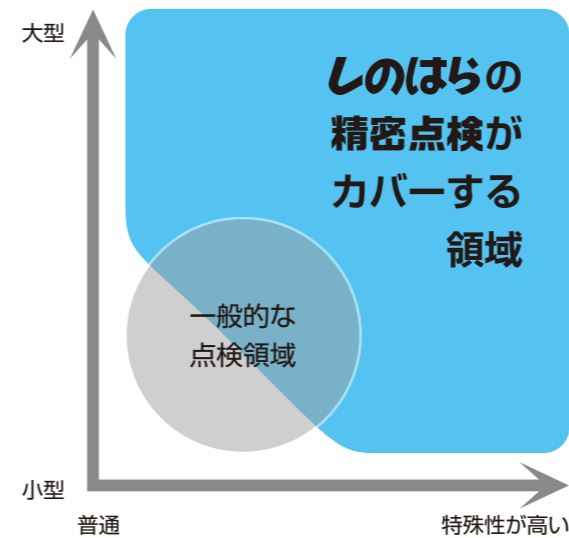 大型
しのはらの
精密点検が
カバーする
領域
一般的な
点検領域
小型
普通
特殊性が高い